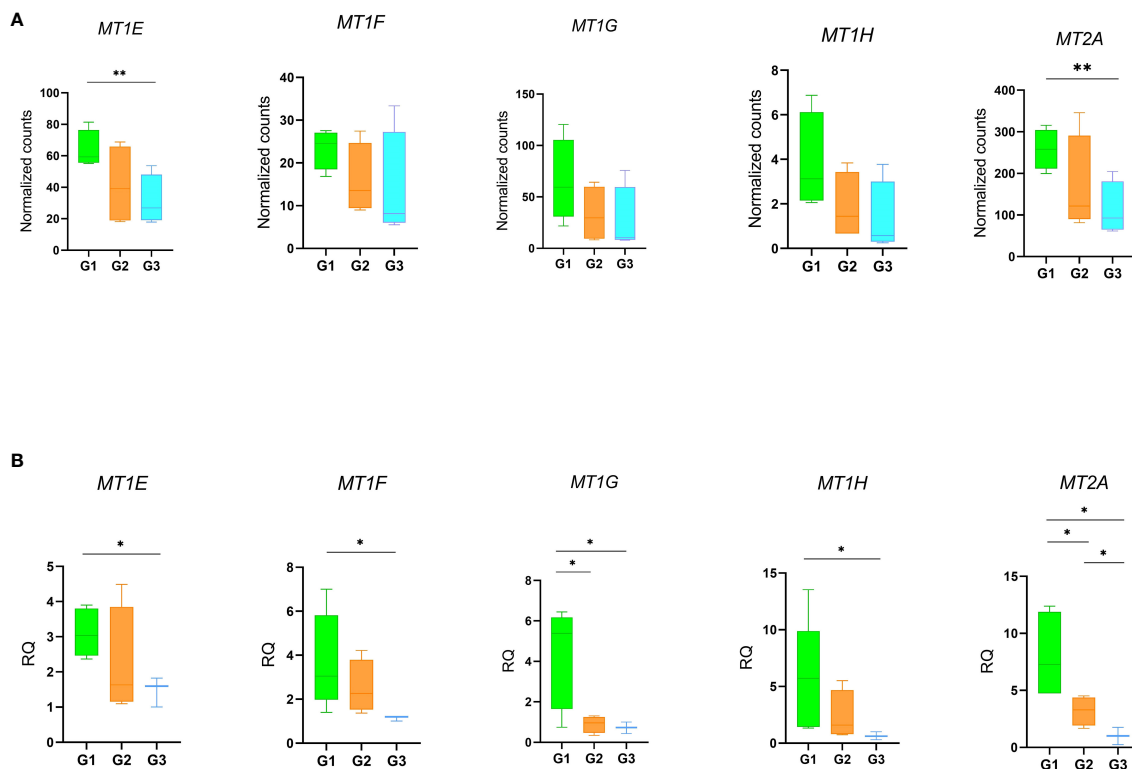 A
MT1E
MT1F
MT1G
MT1H
MT2A
**
**
Normalized counts
100
80
60
40
20
0
G1 G2 G3
Normalized counts
40
30
20
10
0
G1 G2 G3
Normalized counts
150
100
50
0
G1 G2 G3
Normalized counts
8
6
4
2
0
G1 G2 G3
Normalized counts
400
300
200
100
0
G1 G2 G3
B
MT1E
MT1F
MT1G
MT1H
MT2A
*
RQ
5
4
3
2
1
0
G1 G2 G3
*
RQ
8
6
4
2
0
G1 G2 G3
*
*
RQ
8
6
4
2
0
G1 G2 G3
*
RQ
15
10
5
0
G1 G2 G3
*
*
*
RQ
15
10
5
0
G1 G2 G3